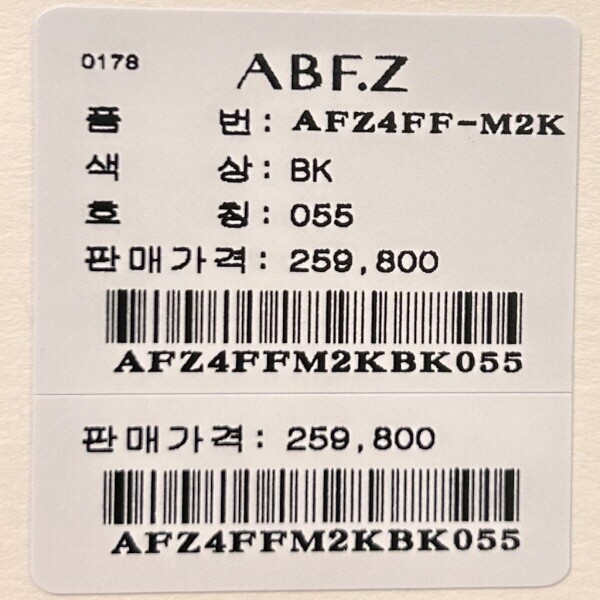 0178 ABF.Z
품 번: AFZ4FF-M2K
색 상: BK
호 칭: 055
판매가격: 259,800
AFZ4FFM2KBK055
판매가격: 259,800
AFZ4FFM2KBK055